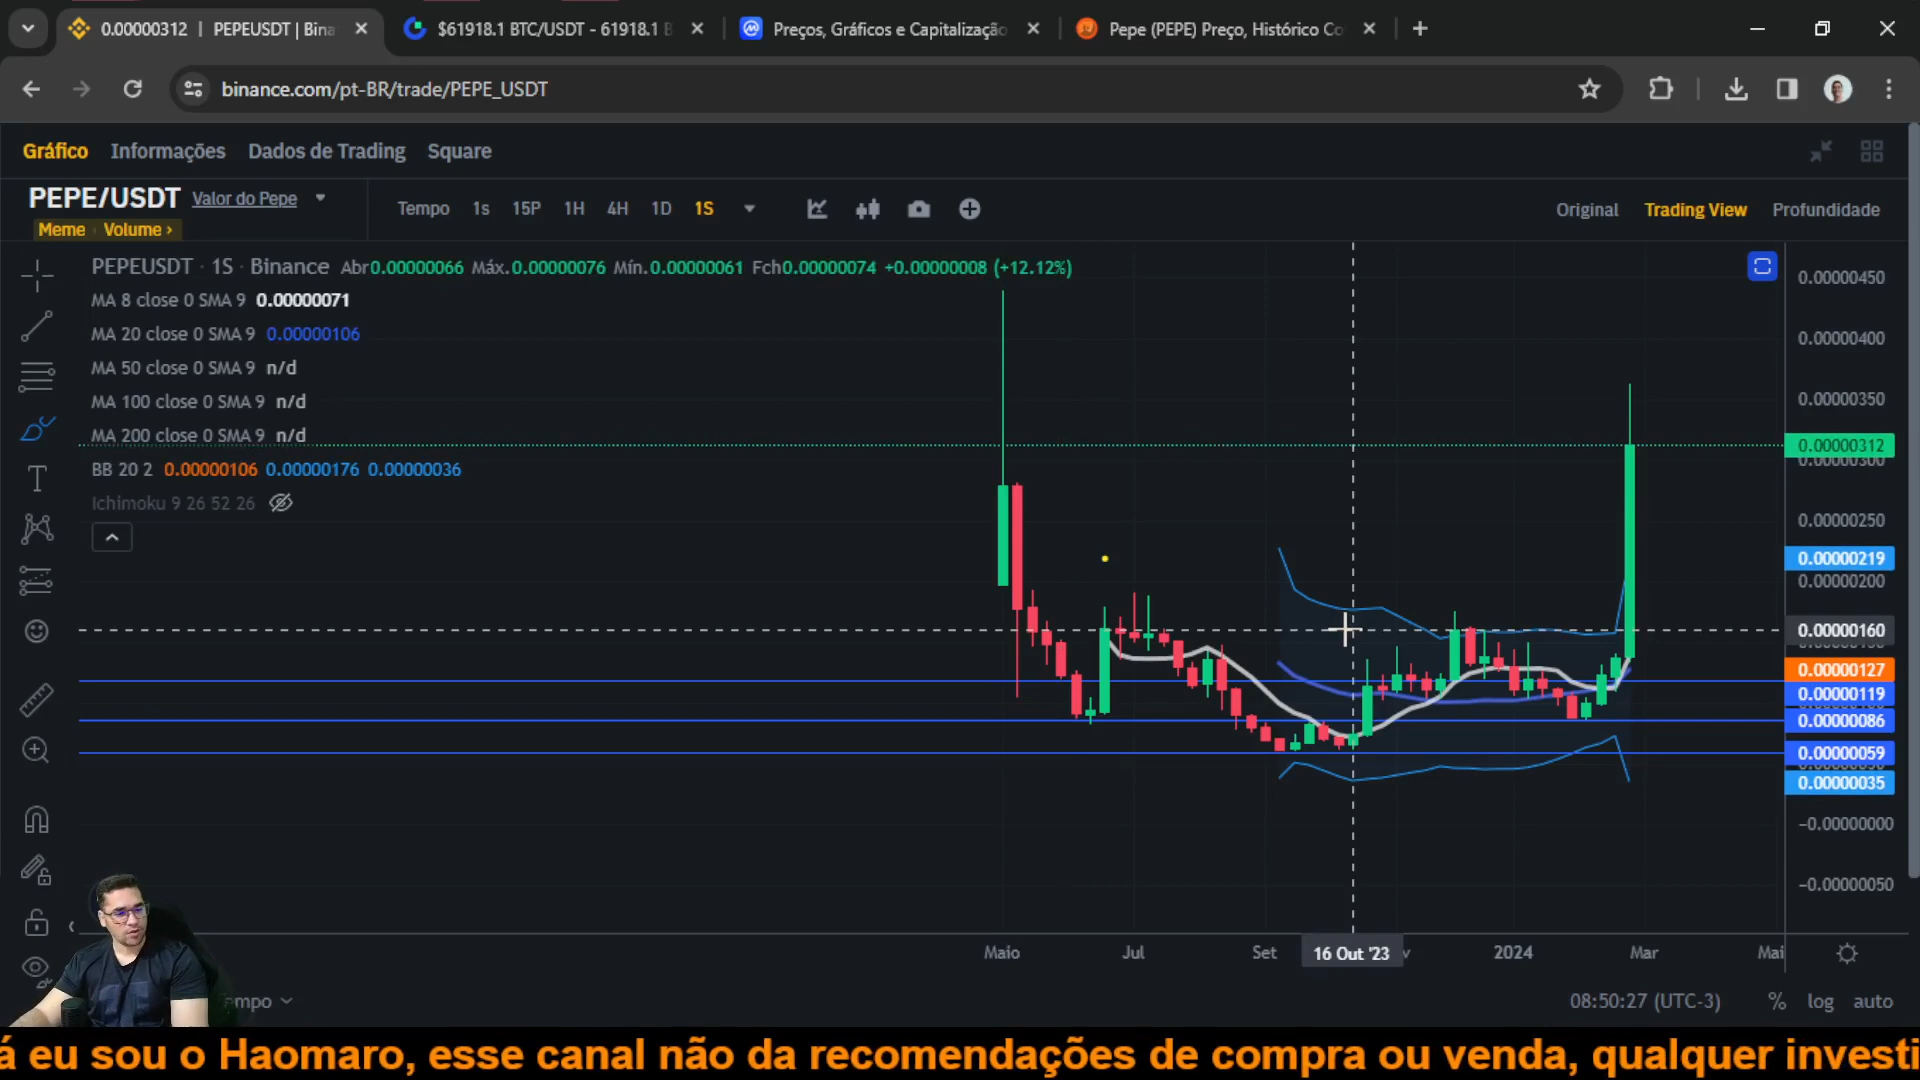 0.00000312 | PEPEUSDT | Bina
$61918.1 BTC/USDT - 61918.1 B
Preços, Gráficos e Capitalização
Pepe (PEPE) Preço, Histórico Co
binance.com/pt-BR/trade/PEPE_USDT
Gráfico Informações Dados de Trading Square
PEPE/USDT Valor do Pepe
Meme Volume ›
Tempo 1s 15P 1H 4H 1D 1S
Original Trading View Profundidade
PEPEUSDT · 1S · Binance Abr0.00000066 Máx.0.00000076 Mín.0.00000061 Fch0.00000074 +0.00000008 (+12.12%)
MA 8 close 0 SMA 9 0.00000071
MA 20 close 0 SMA 9 0.00000106
MA 50 close 0 SMA 9 n/d
MA 100 close 0 SMA 9 n/d
MA 200 close 0 SMA 9 n/d
BB 20 2 0.00000106 0.00000176 0.00000036
Ichimoku 9 26 52 26
0.00000450
0.00000400
0.00000350
0.00000312
0.00000300
0.00000250
0.00000219
0.00000200
0.00000160
0.00000127
0.00000119
0.00000086
0.00000059
0.00000035
-0.00000000
-0.00000050
Maio Jul Set 16 Out '23 v 2024 Mar Mai
empo
08:50:27 (UTC-3) % log auto
á eu sou o Haomaro, esse canal não da recomendações de compra ou venda, qualquer investi